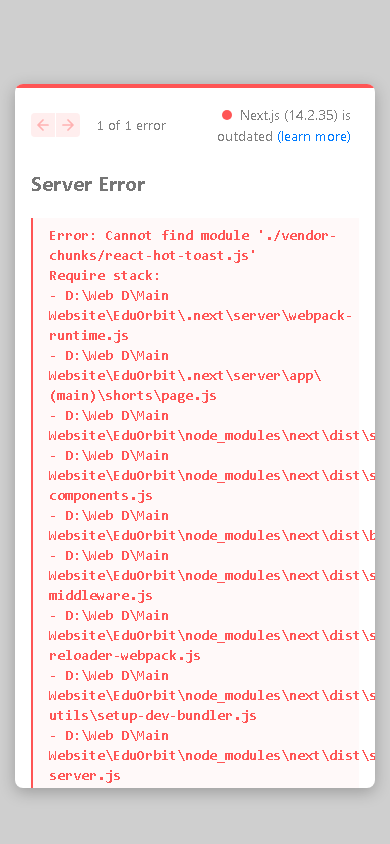 1 of 1 error
Next.js (14.2.35) is
outdated (learn more)
Server Error
Error: Cannot find module './vendor-
chunks/react-hot-toast.js'
Require stack:
- D:\Web D\Main
Website\EduOrbit\.next\server\webpack-
runtime.js
- D:\Web D\Main
Website\EduOrbit\.next\server\app\
(main)\shorts\page.js
- D:\Web D\Main
Website\EduOrbit\node_modules\next\dist\s
- D:\Web D\Main
Website\EduOrbit\node_modules\next\dist\s
components.js
- D:\Web D\Main
Website\EduOrbit\node_modules\next\dist\b
- D:\Web D\Main
Website\EduOrbit\node_modules\next\dist\s
middleware.js
- D:\Web D\Main
Website\EduOrbit\node_modules\next\dist\s
reloader-webpack.js
- D:\Web D\Main
Website\EduOrbit\node_modules\next\dist\s
utils\setup-dev-bundler.js
- D:\Web D\Main
Website\EduOrbit\node_modules\next\dist\s
server.js